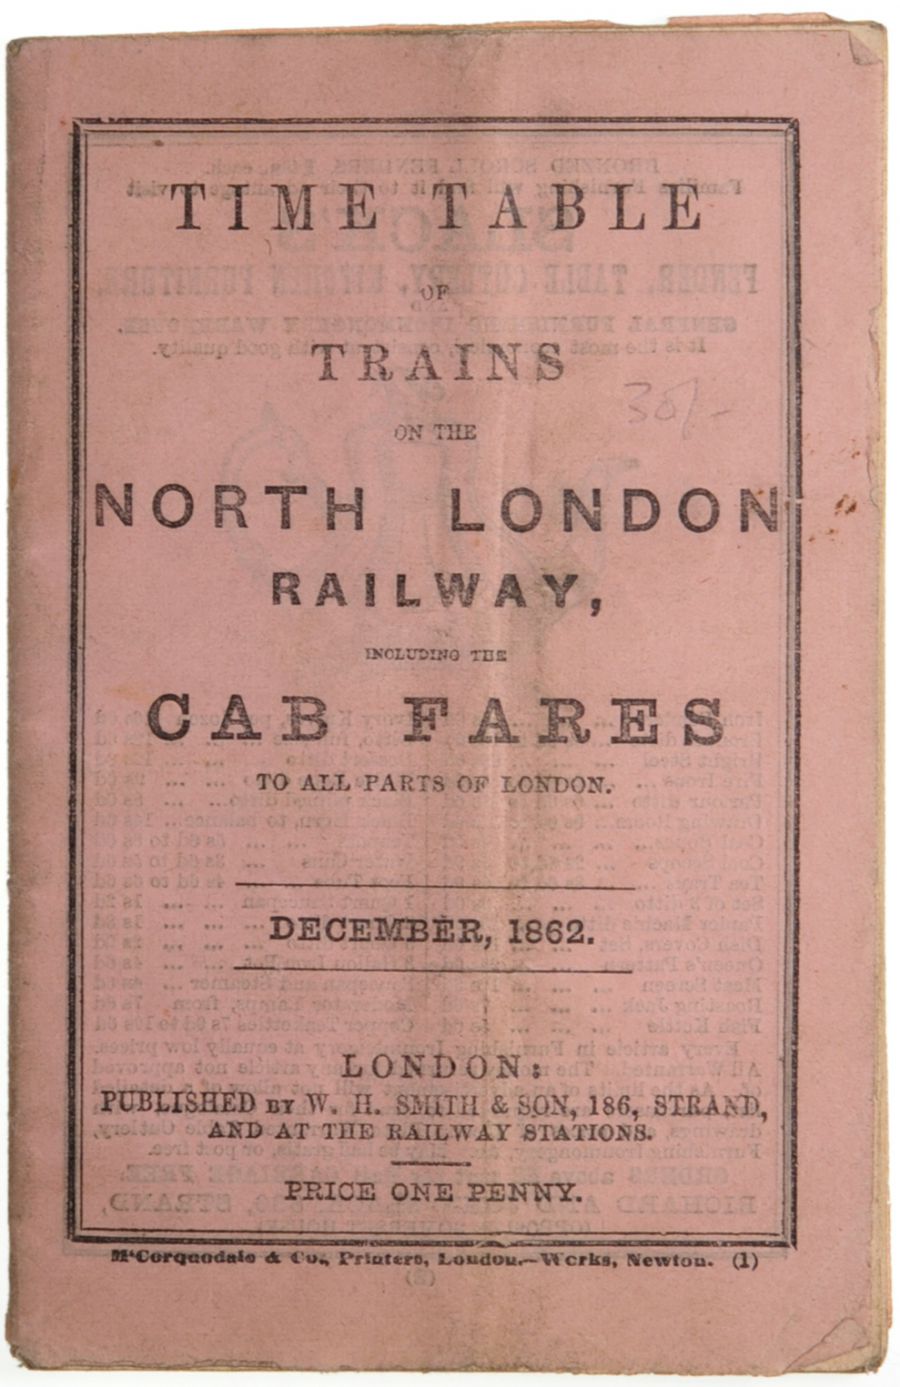 TIME TABLE
OF
TRAINS
ON THE
30/-
NORTH LONDON
RAILWAY,
INCLUDING THE
CAB FARES
TO ALL PARTS OF LONDON.
DECEMBER, 1862.
LONDON:
PUBLISHED BY W. H. SMITH & SON, 186, STRAND,
AND AT THE RAILWAY STATIONS.
PRICE ONE PENNY.
McCorquodale & Co., Printers, London.—Works, Newton. (1)